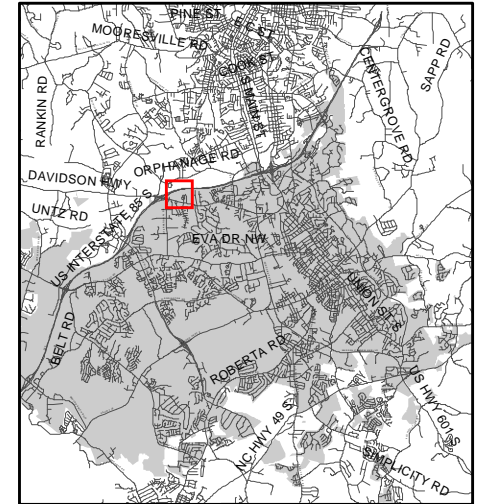 PINE ST
E C ST
MOORESVILLE RD
COOK ST
S MAIN ST
CENTERGROVE RD
SAPP RD
RANKIN RD
ORPHANAGE RD
DAVIDSON HWY
UNTZ RD
US INTERSTATE 85 S
EVA DR NW
UNION ST S
BELT RD
ROBERTA RD
US HWY 601 S
NC HWY 49 S
SIMPLICITY RD